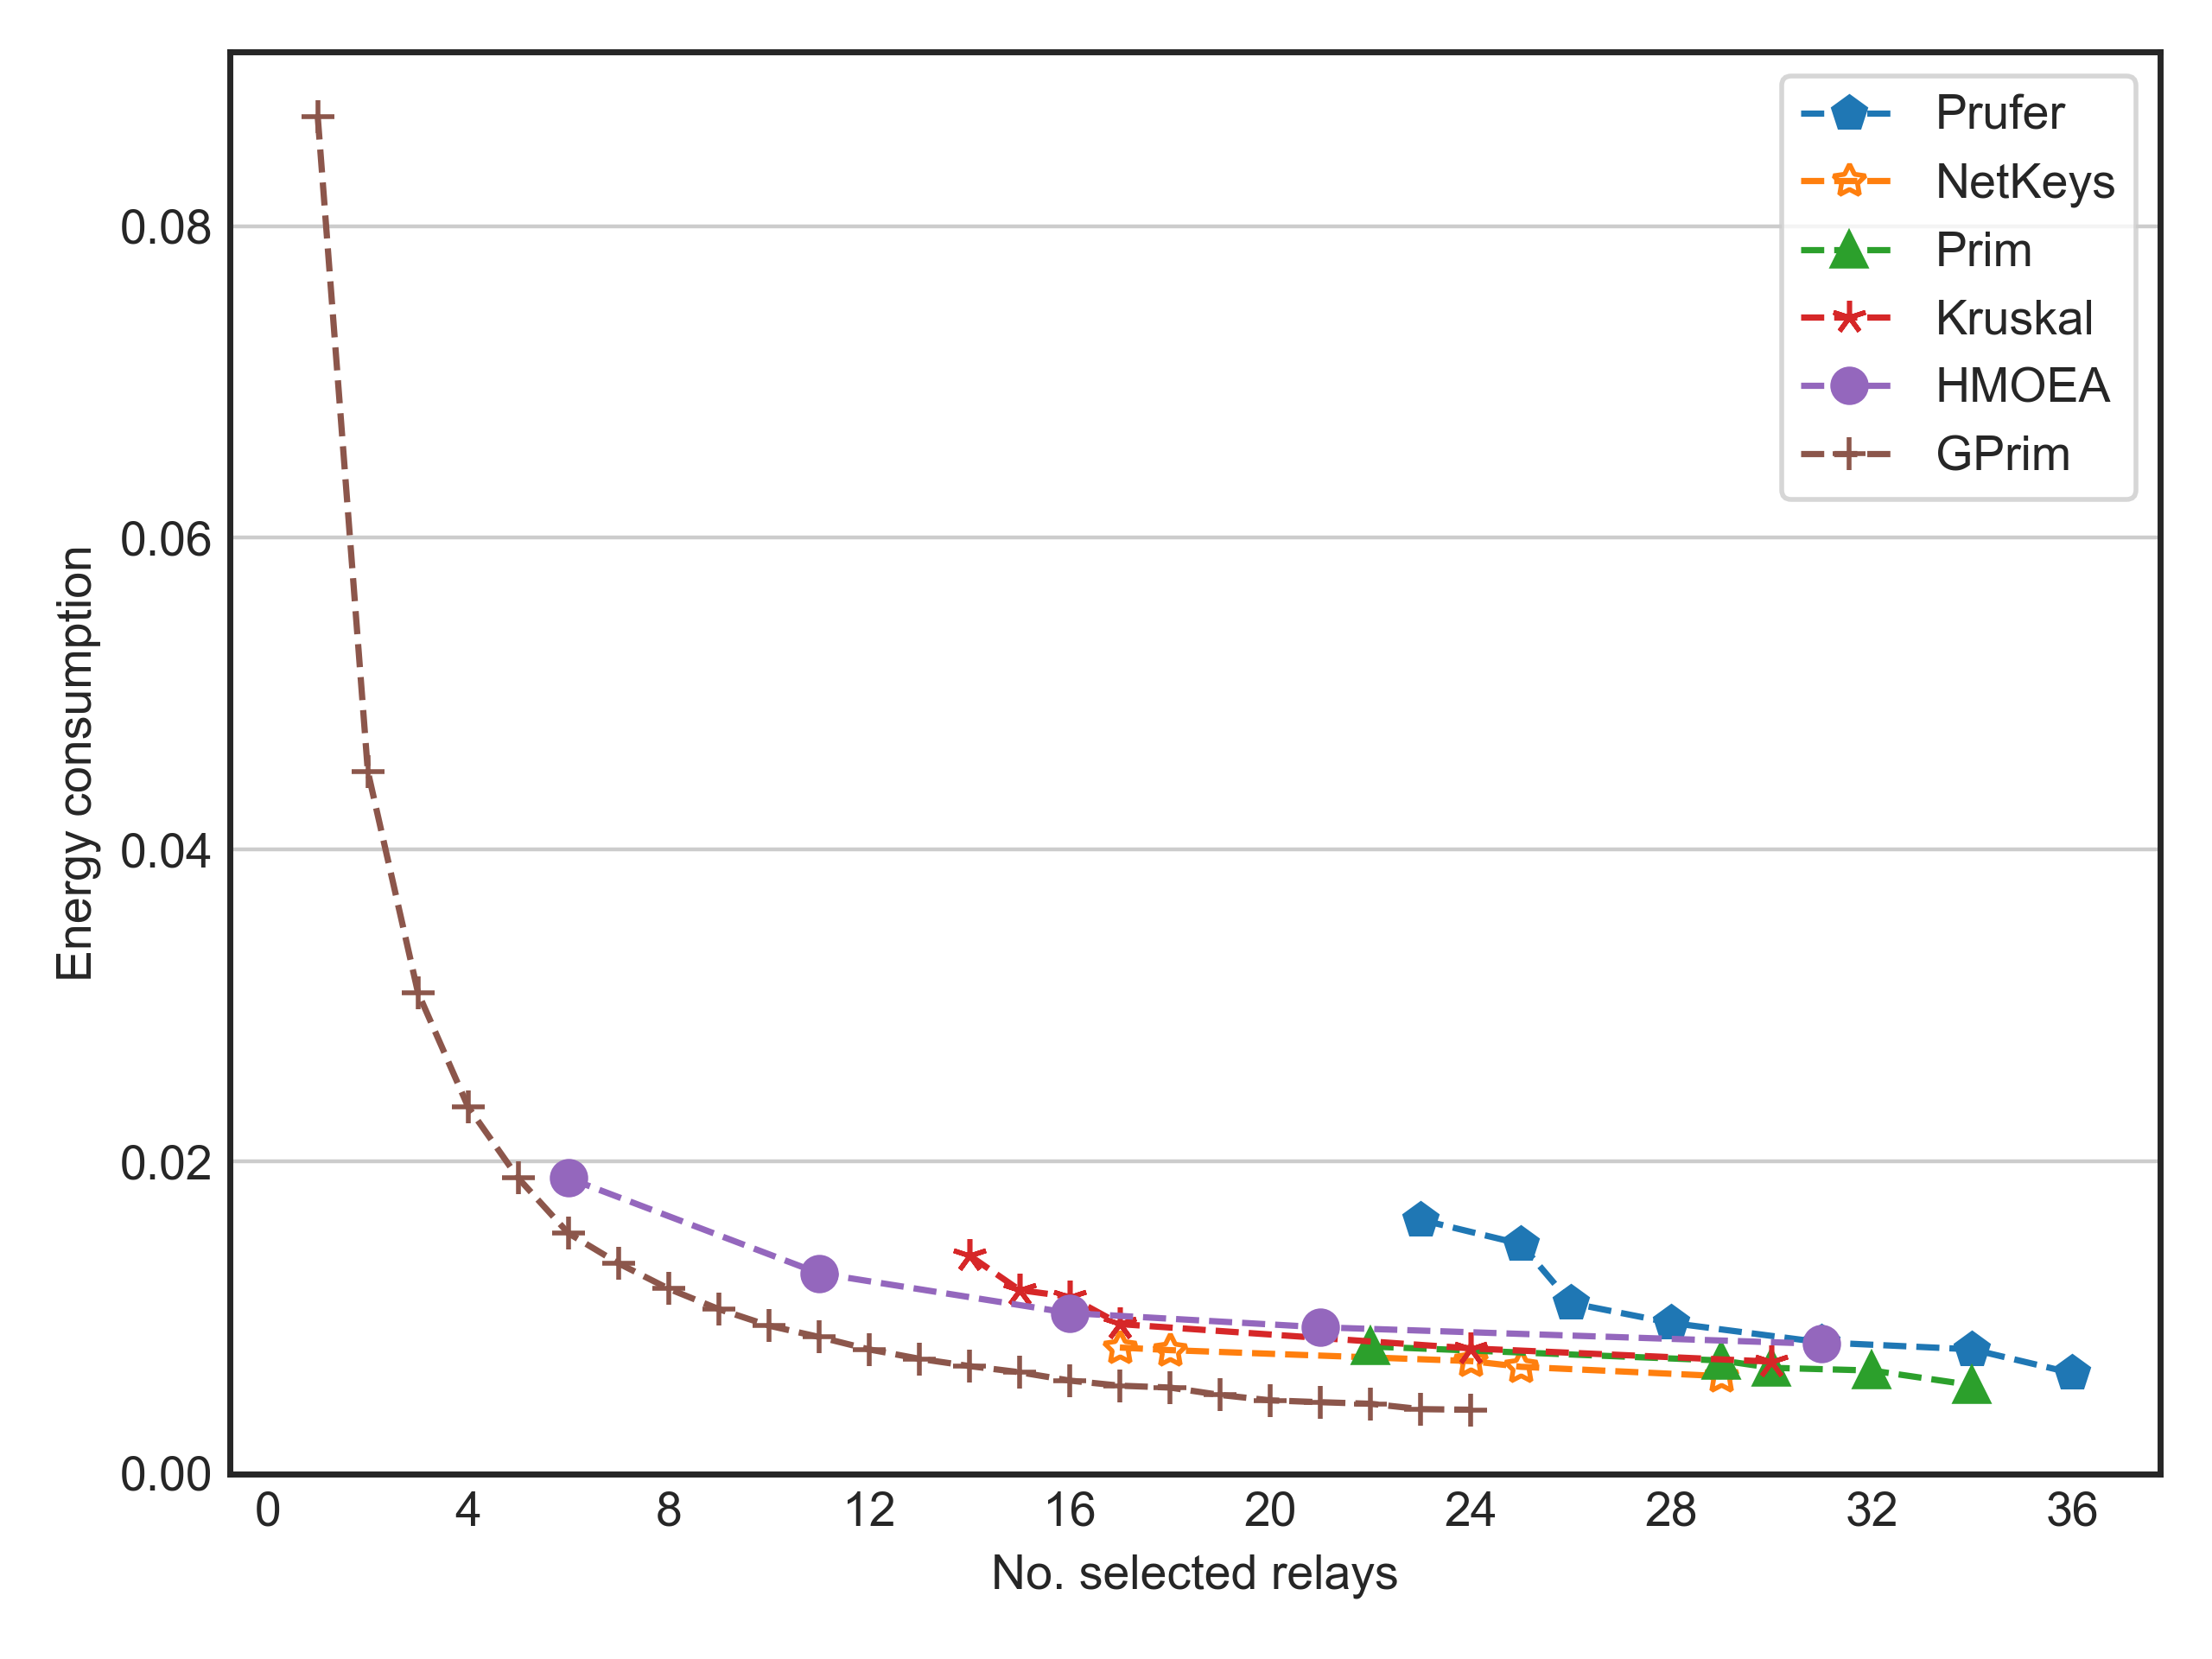 Prufer
NetKeys
Prim
Kruskal
HMOEA
GPrim
Energy consumption
0.08
0.06
0.04
0.02
0.00
0 4 8 12 16 20 24 28 32 36
No. selected relays